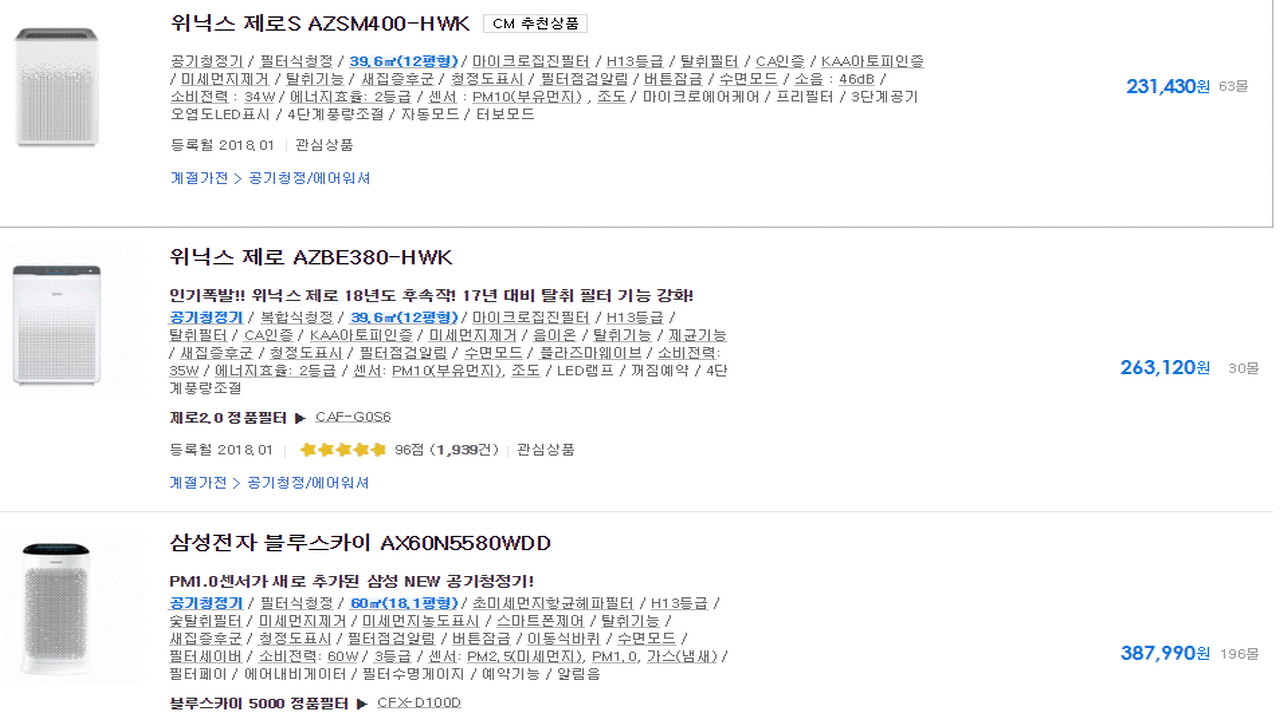 위닉스 제로S AZSM400-HWK CM 추천상품
공기청정기 / 필터식청정 / 39.6㎡(12평형) / 마이크로집진필터 / H13등급 / 탈취필터 / CA인증 / KAA아토피인증
/ 미세먼지제거 / 탈취기능 / 새집증후군 / 청정도표시 / 필터점검알림 / 버튼잠금 / 수면모드 / 소음 : 46dB /
소비전력 : 34W / 에너지효율: 2등급 / 센서 : PM10(부유먼지) , 조도 / 마이크로에어케어 / 프리필터 / 3단계공기
오염도LED표시 / 4단계풍량조절 / 자동모드 / 터보모드
231,430원 63몰
등록월 2018.01 관심상품
계절가전 > 공기청정/에어워셔
위닉스 제로 AZBE380-HWK
인기폭발!! 위닉스 제로 18년도 후속작! 17년 대비 탈취 필터 기능 강화!
공기청정기 / 복합식청정 / 39.6㎡(12평형) / 마이크로집진필터 / H13등급 /
탈취필터 / CA인증 / KAA아토피인증 / 미세먼지제거 / 음이온 / 탈취기능 / 제균기능
/ 새집증후군 / 청정도표시 / 필터점검알림 / 수면모드 / 플라즈마웨이브 / 소비전력:
35W / 에너지효율: 2등급 / 센서: PM10(부유먼지), 조도 / LED램프 / 꺼짐예약 / 4단
계풍량조절
263,120원 30몰
제로2.0 정품필터 ▶ CAF-G0S6
등록월 2018.01 ★★★★★ 96점 (1,939건) 관심상품
계절가전 > 공기청정/에어워셔
삼성전자 블루스카이 AX60N5580WDD
PM1.0센서가 새로 추가된 삼성 NEW 공기청정기!
공기청정기 / 필터식청정 / 60㎡(18.1평형) / 초미세먼지항균헤파필터 / H13등급 /
숯탈취필터 / 미세먼지제거 / 미세먼지농도표시 / 스마트폰제어 / 탈취기능 /
새집증후군 / 청정도표시 / 필터점검알림 / 버튼잠금 / 이동식바퀴 / 수면모드 /
필터세이버 / 소비전력: 60W / 3등급 / 센서: PM2.5(미세먼지), PM1.0, 가스(냄새) /
필터페이 / 에어내비게이터 / 필터수명게이지 / 예약기능 / 알림음
387,990원 196몰
블루스카이 5000 정품필터 ▶ CFX-D100D